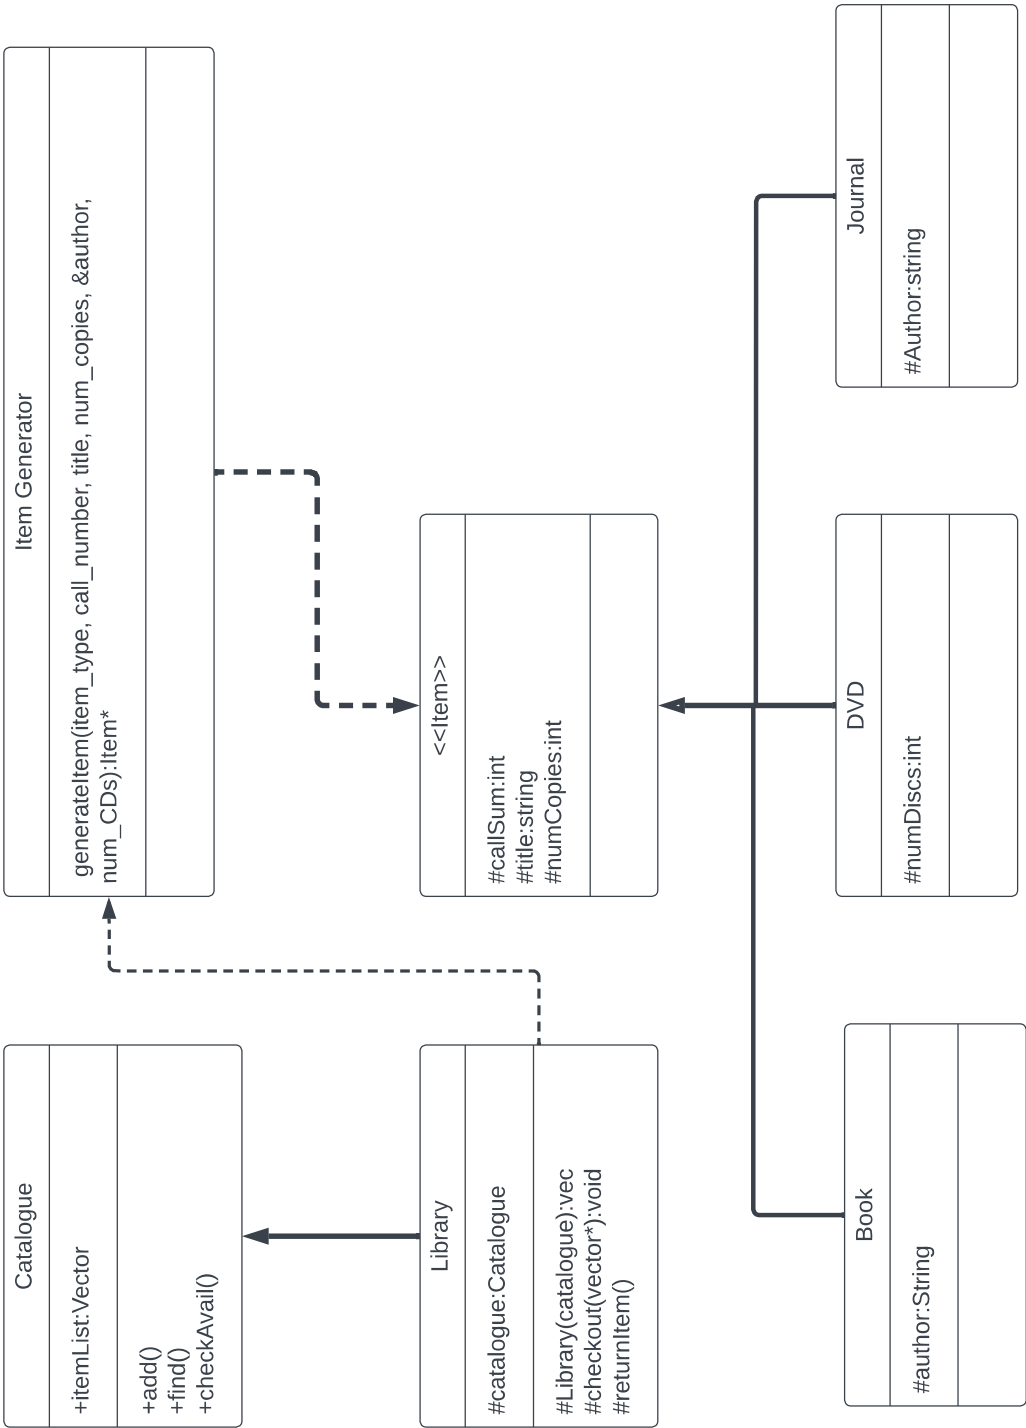 Catalogue
+itemList:Vector
+add()
+find()
+checkAvail()
Item Generator
generateItem(item_type, call_number, title, num_copies, &author,
num_CDs):Item*
Library
#catalogue:Catalogue
#Library(catalogue):vec
#checkout(vector*):void
#returnItem()
<<Item>>
#callSum:int
#title:string
#numCopies:int
Book
#author:String
DVD
#numDiscs:int
Journal
#Author:string